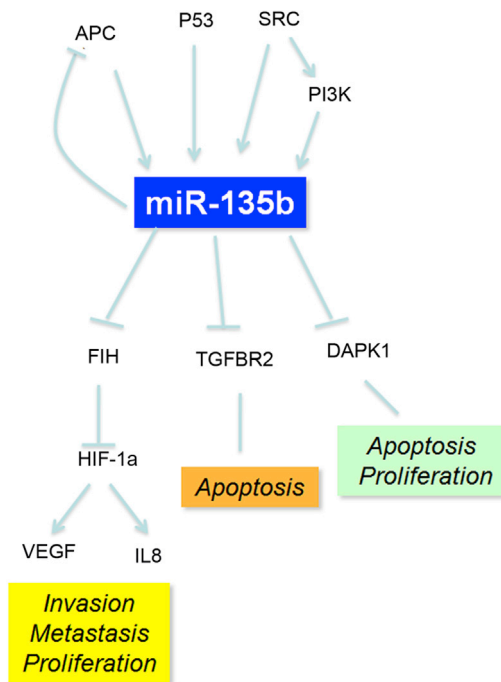 APC
P53
SRC
PI3K
miR-135b
FIH
TGFBR2
DAPK1
HIF-1a
Apoptosis
Apoptosis
Proliferation
VEGF
IL8
Invasion
Metastasis
Proliferation